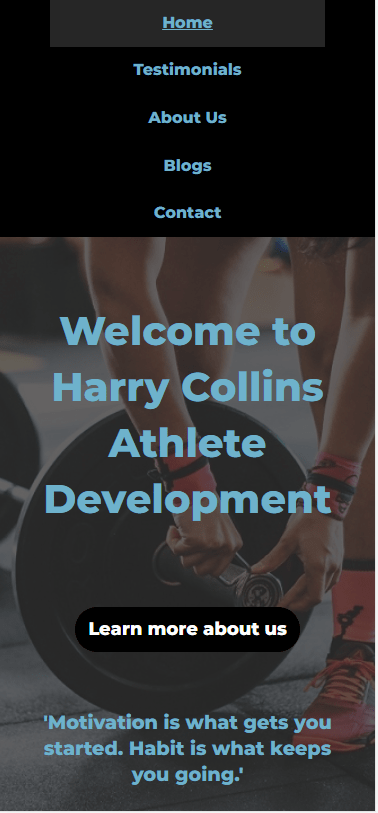 Home
Testimonials
About Us
Blogs
Contact
Welcome to
Harry Collins
Athlete
Development
Learn more about us
'Motivation is what gets you
started. Habit is what keeps
you going.'